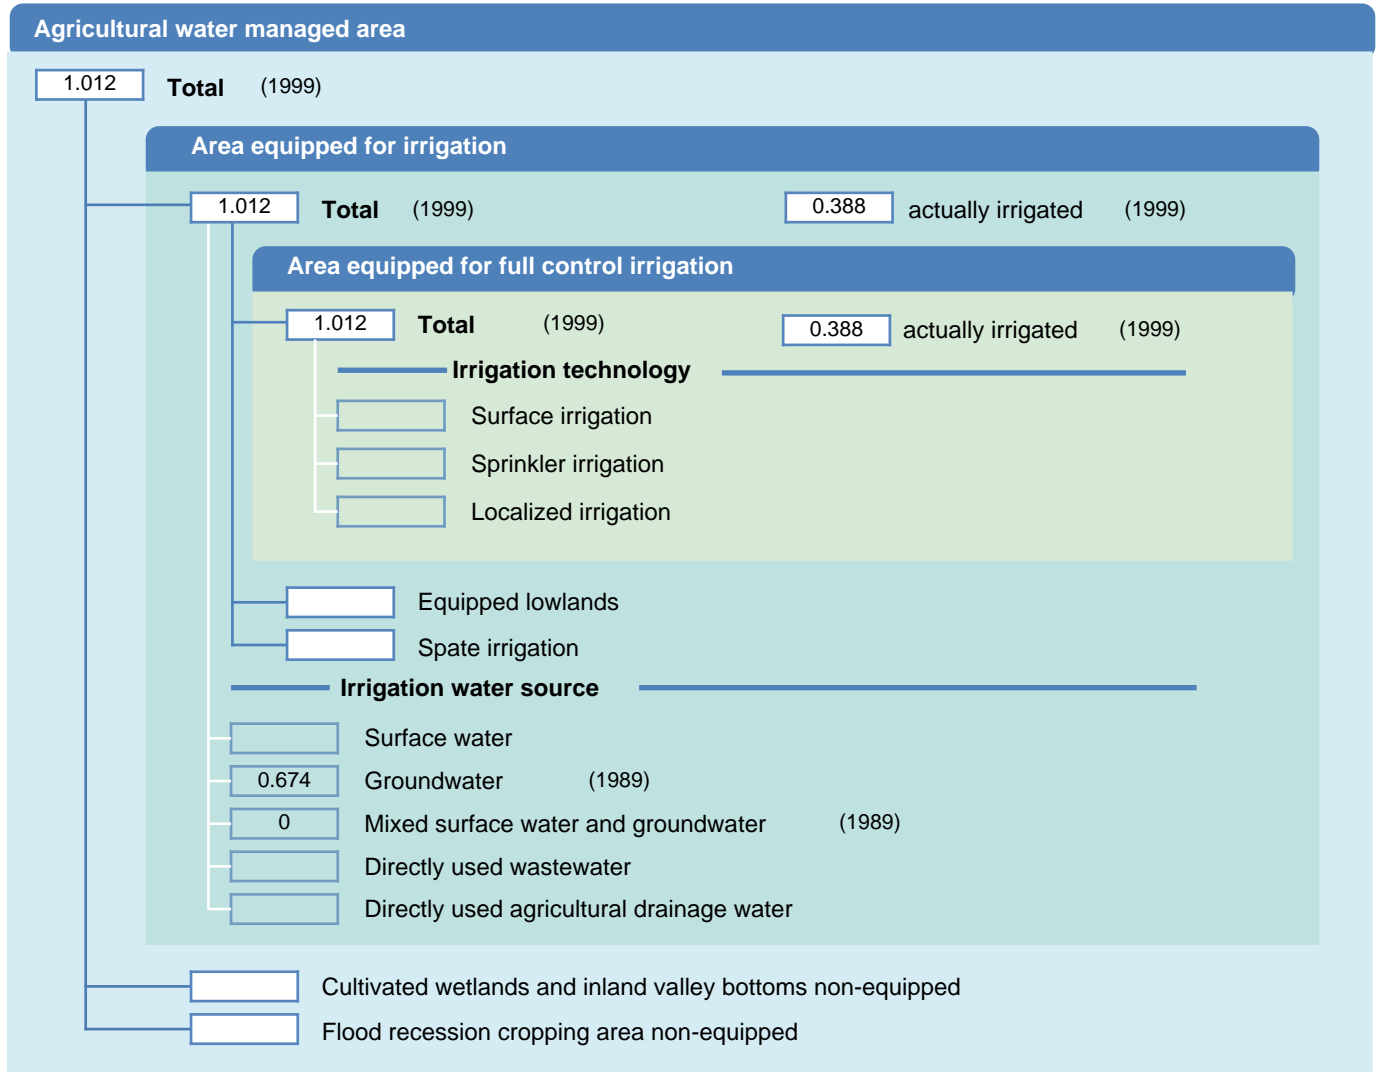 Agricultural water managed area
1.012 Total (1999)
Area equipped for irrigation
1.012 Total (1999) 0.388 actually irrigated (1999)
Area equipped for full control irrigation
1.012 Total (1999) 0.388 actually irrigated (1999)
Irrigation technology
Surface irrigation
Sprinkler irrigation
Localized irrigation
Equipped lowlands
Spate irrigation
Irrigation water source
Surface water
0.674 Groundwater (1989)
0 Mixed surface water and groundwater (1989)
Directly used wastewater
Directly used agricultural drainage water
Cultivated wetlands and inland valley bottoms non-equipped
Flood recession cropping area non-equipped